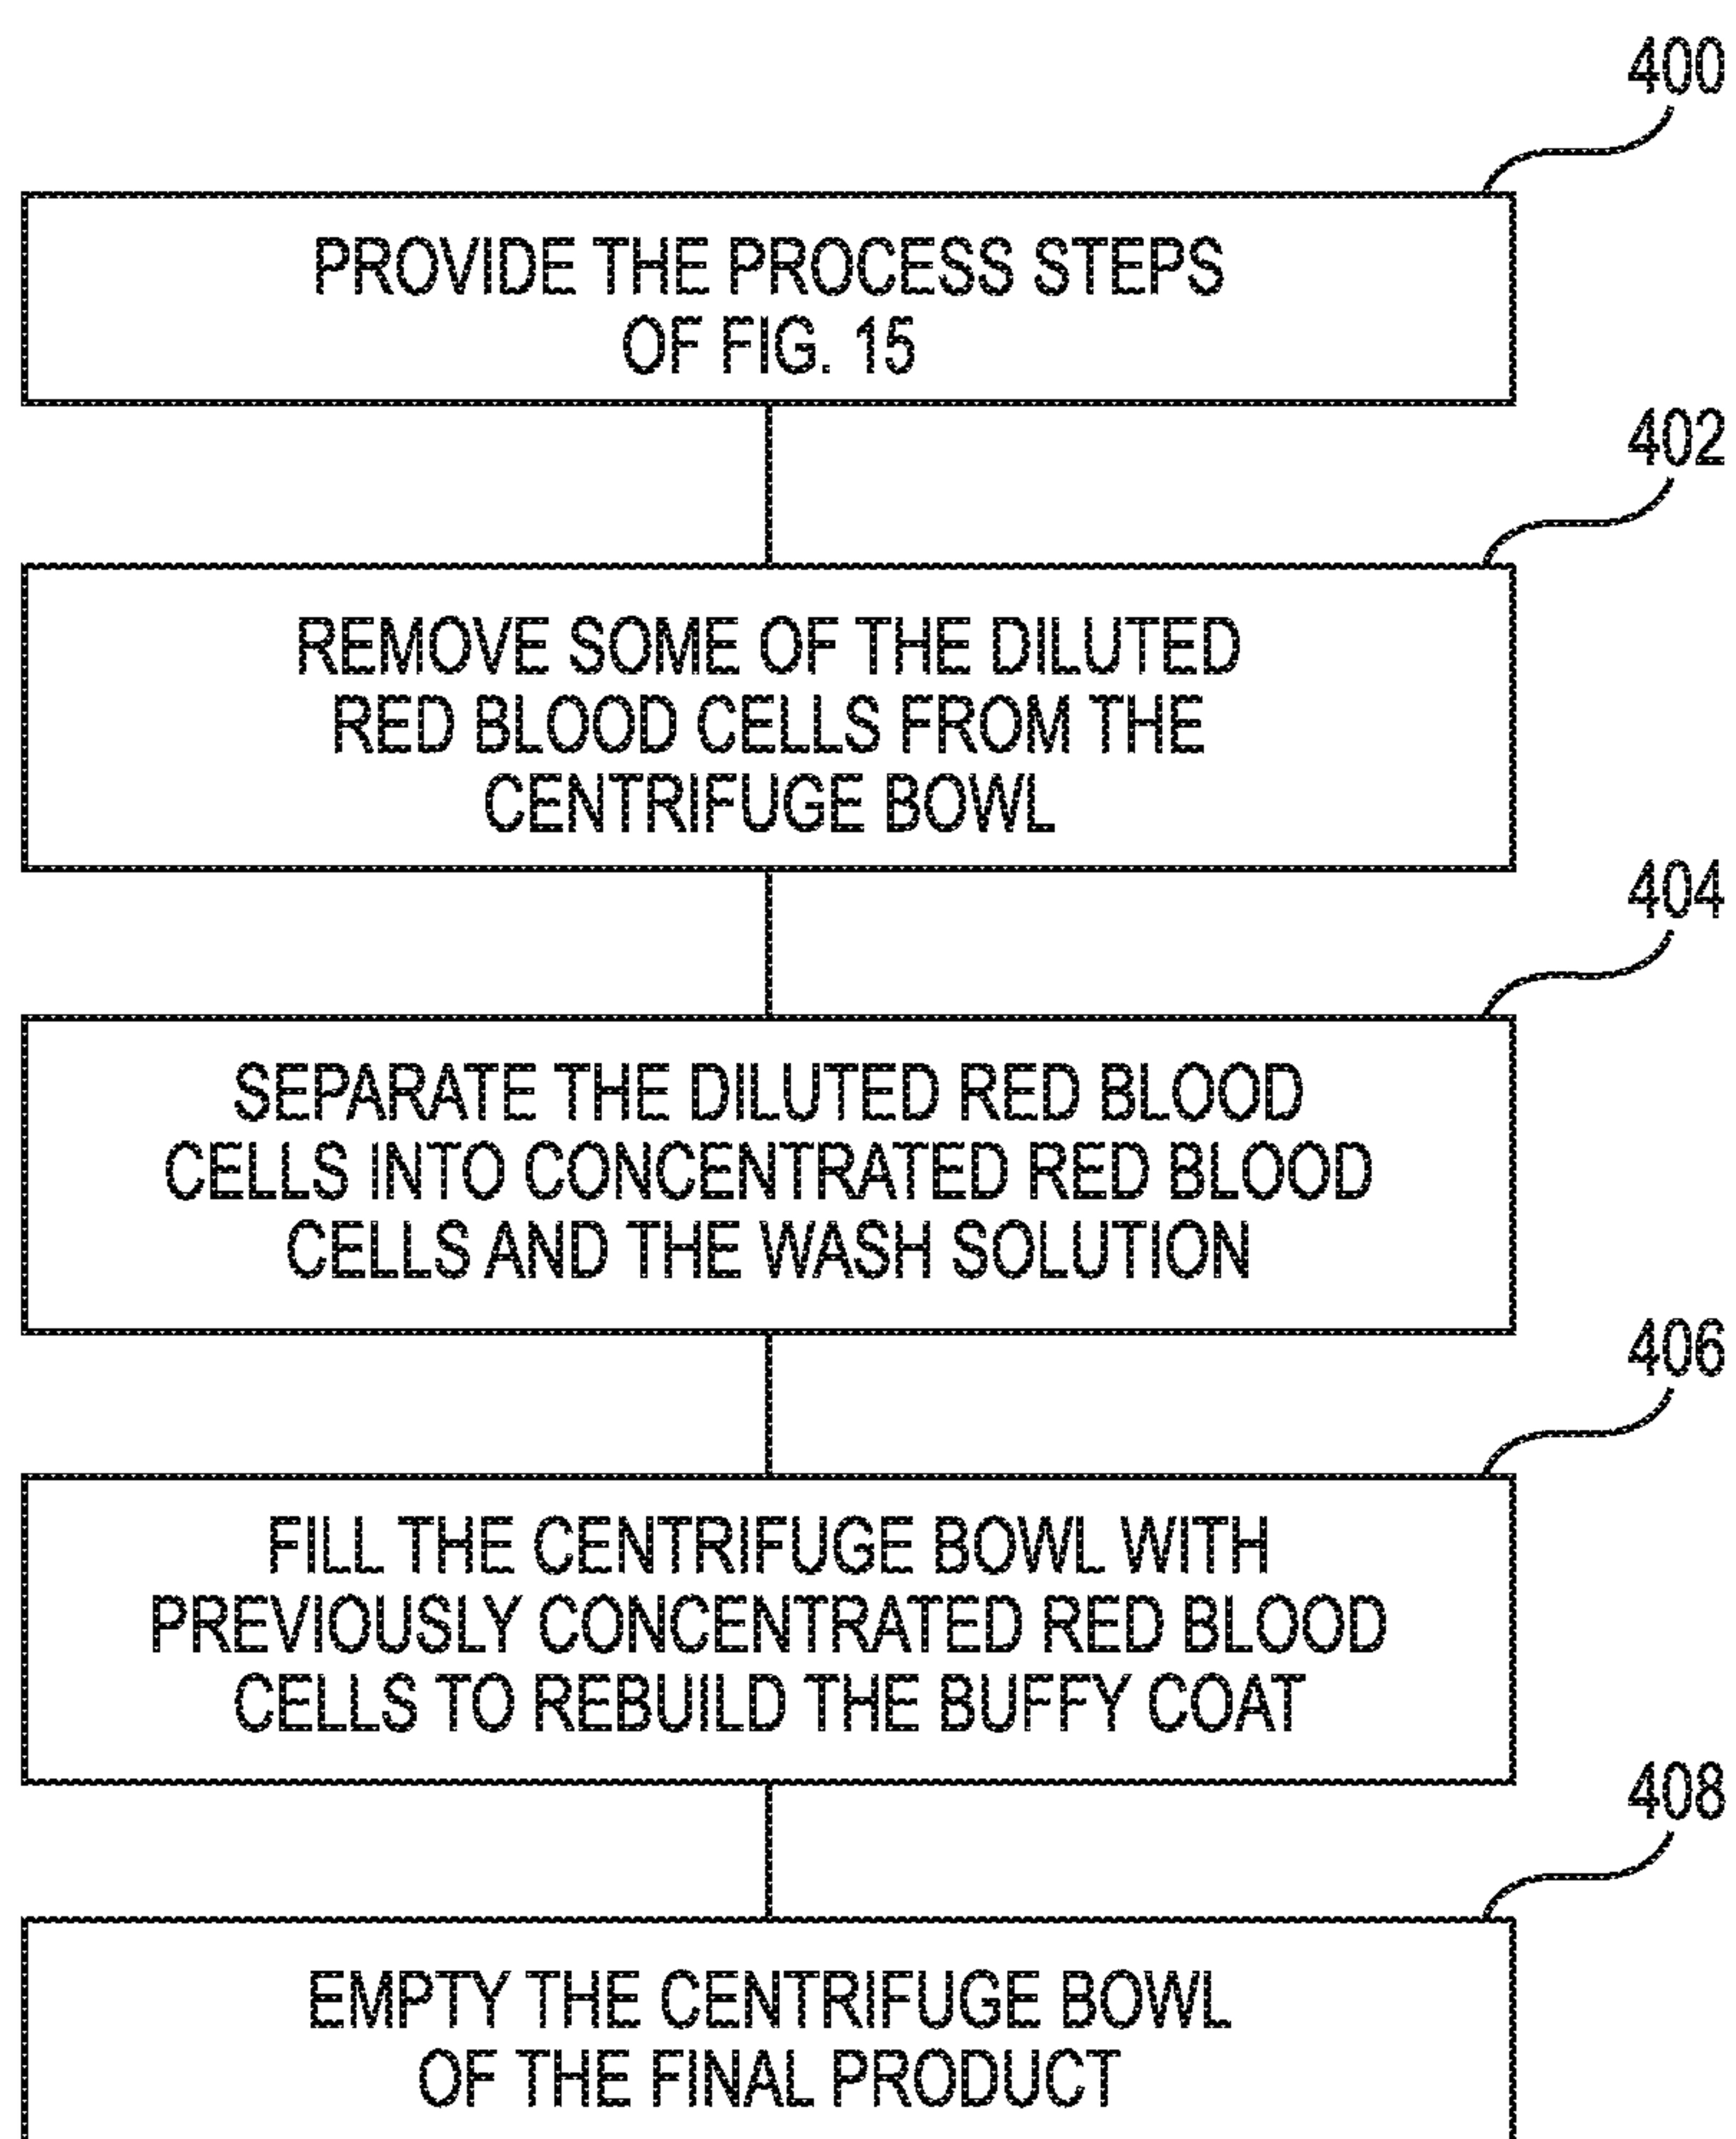 400
PROVIDE THE PROCESS STEPS
OF FIG. 15
402
REMOVE SOME OF THE DILUTED
RED BLOOD CELLS FROM THE
CENTRIFUGE BOWL
404
SEPARATE THE DILUTED RED BLOOD
CELLS INTO CONCENTRATED RED BLOOD
CELLS AND THE WASH SOLUTION
406
FILL THE CENTRIFUGE BOWL WITH
PREVIOUSLY CONCENTRATED RED BLOOD
CELLS TO REBUILD THE BUFFY COAT
408
EMPTY THE CENTRIFUGE BOWL
OF THE FINAL PRODUCT